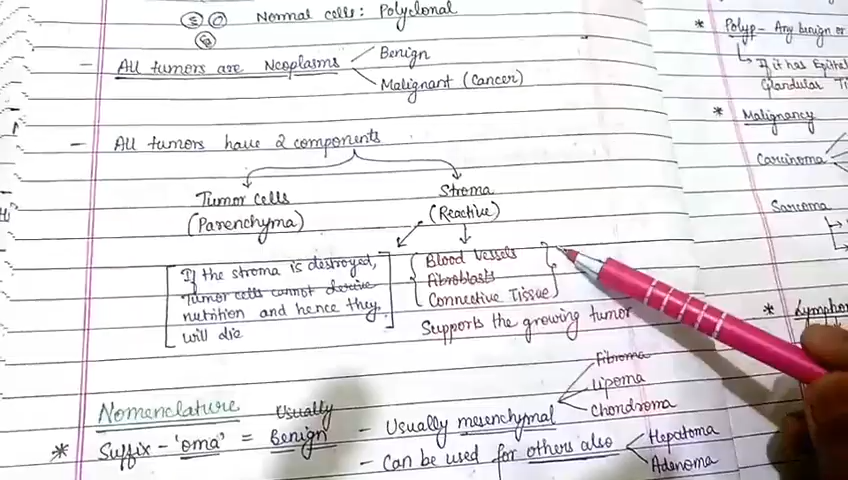 Normal cells: Polyclonal
- All tumors are Neoplasms
Benign
Malignant (Cancer)
- All tumors have 2 components
Tumor cells
(Parenchyma)
Stroma
(Reactive)
If the stroma is destroyed,
Tumor cells cannot derive
nutrition and hence they
will die
Blood vessels
Fibroblasts
Connective Tissue
Supports the growing tumor
Nomenclature
* Suffix - 'oma' = Usually Benign
- Usually mesenchymal
Fibroma
Lipoma
Chondroma
- Can be used for others also
Hepatoma
Adenoma
* Polyp - Any benign or
If it has Epithel
Glandular Ti
* Malignancy
Carcinoma
Sarcoma
* Lympho